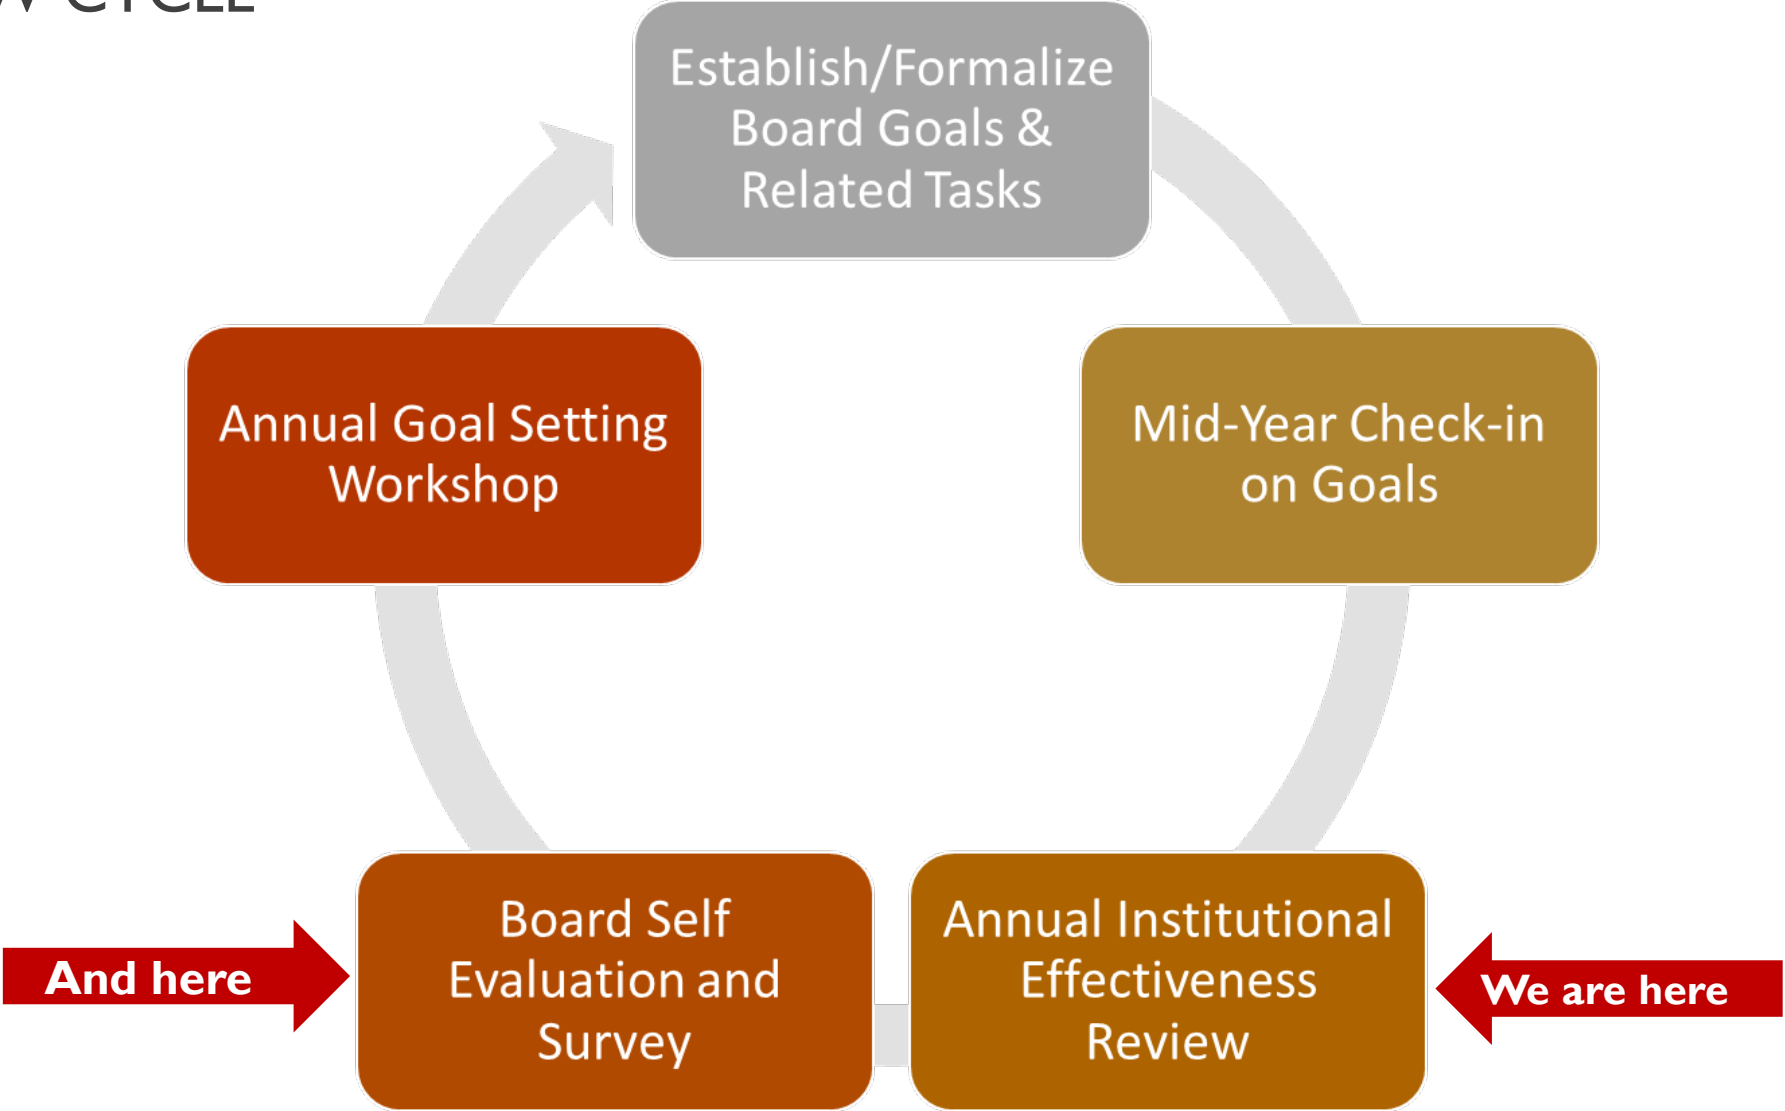 CYCLE
Establish/Formalize
Board Goals &
Related Tasks
Annual Goal Setting
Workshop
Mid-Year Check-in
on Goals
Board Self
Evaluation and
Survey
Annual Institutional
Effectiveness
Review
And here
We are here